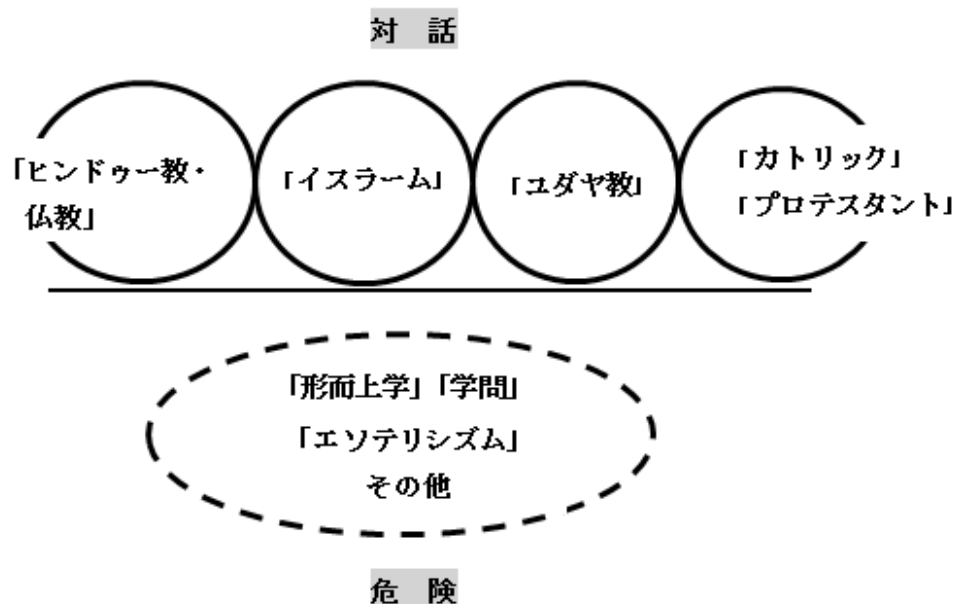 対　話
「ヒンドゥー教・
仏教」
「イスラーム」
「ユダヤ教」
「カトリック」
「プロテスタント」
「形而上学」「学問」
「エソテリシズム」
その他
危　険